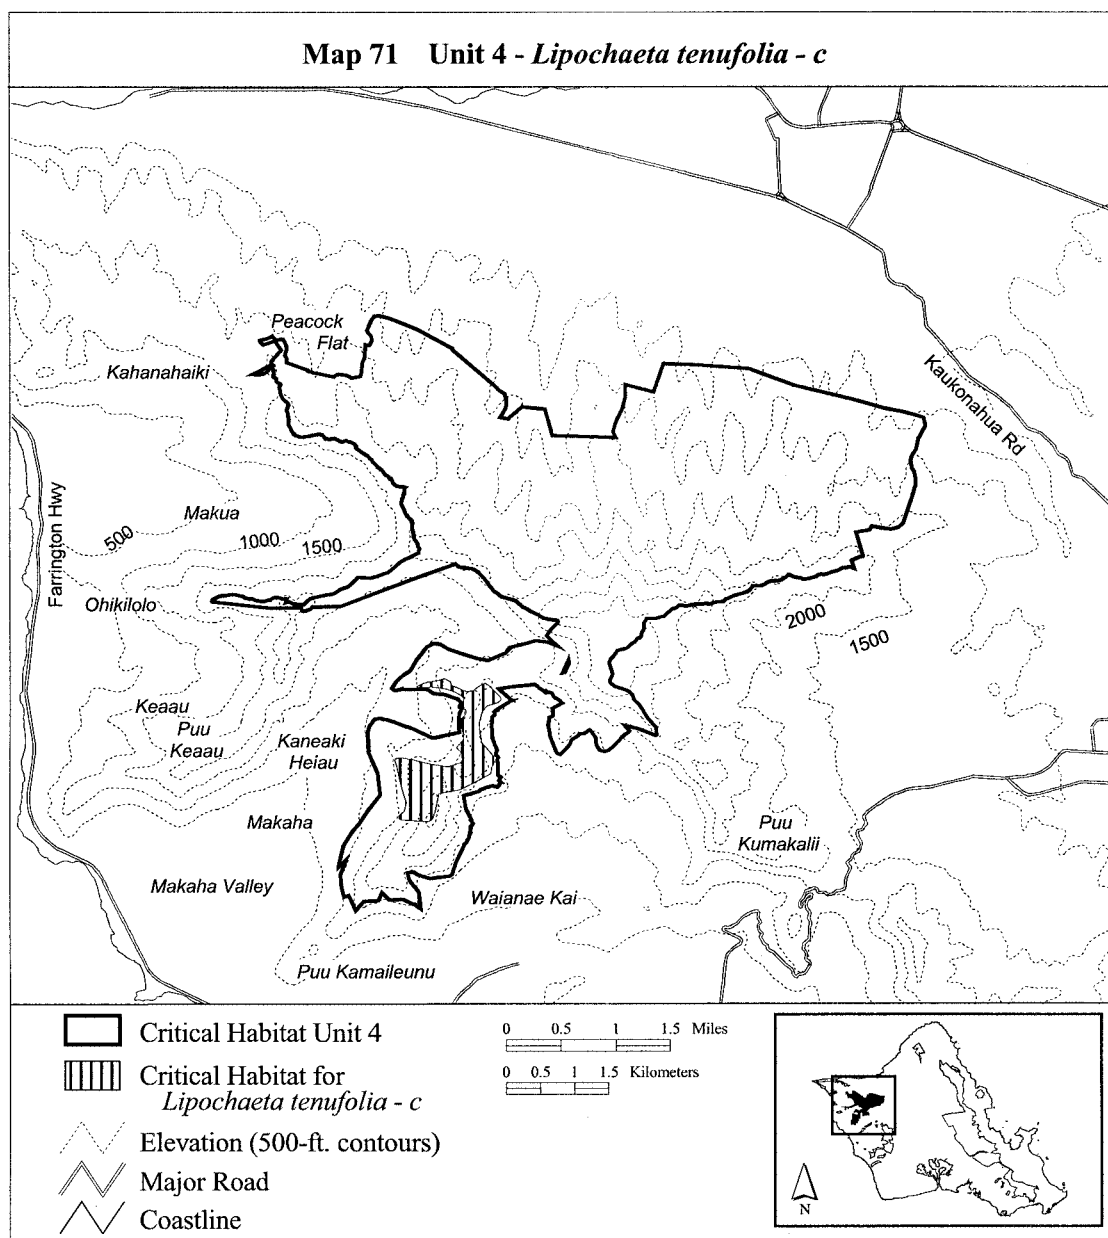 Map 71 Unit 4 - Lipochaeta tenufolia - c
Peacock
Flat
Kahanahaiki
Kaukonahua Rd
Farrington Hwy
Makua
500
1000
1500
Ohikilolo
2000
1500
Keaau
Puu
Keaau
Kaneaki
Heiau
Makaha
Puu
Kumakalii
Makaha Valley
Waianae Kai
Puu Kamaileunu
Critical Habitat Unit 4
Critical Habitat for
Lipochaeta tenufolia - c
Elevation (500-ft. contours)
Major Road
Coastline
0 0.5 1 1.5 Miles
0 0.5 1 1.5 Kilometers
N